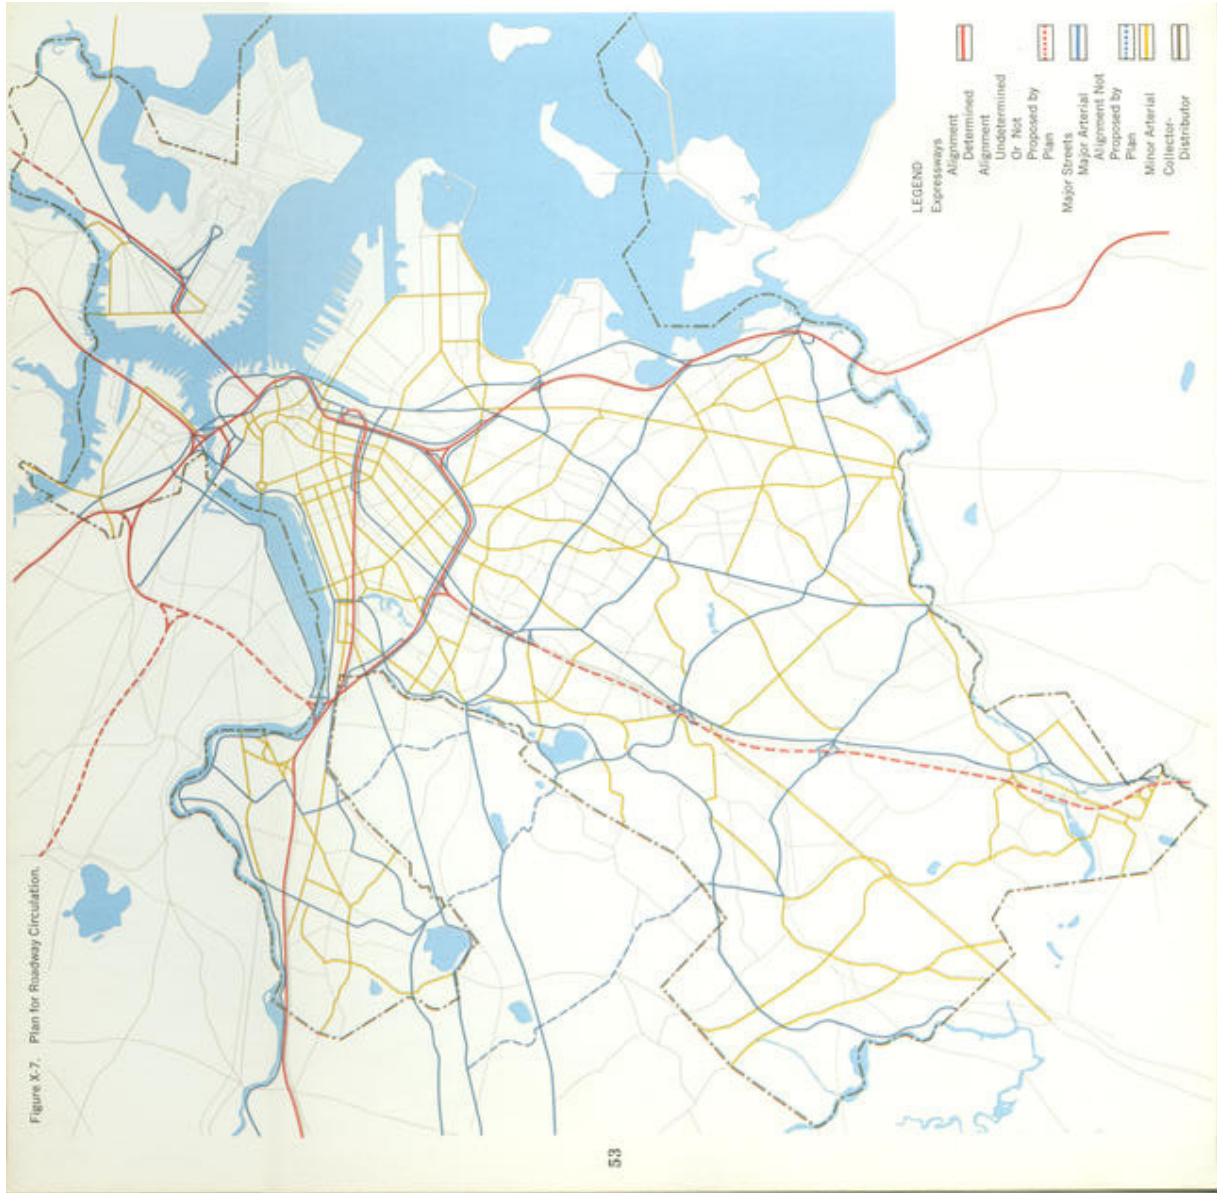 Figure X-7. Plan for Roadway Circulation.
LEGEND
Expressways
Alignment
Determined
Alignment
Undetermined
Or Not
Proposed by
Plan
Major Streets
Major Arterial
Alignment Not
Proposed by
Plan
Minor Arterial
Collector-
Distributor
53